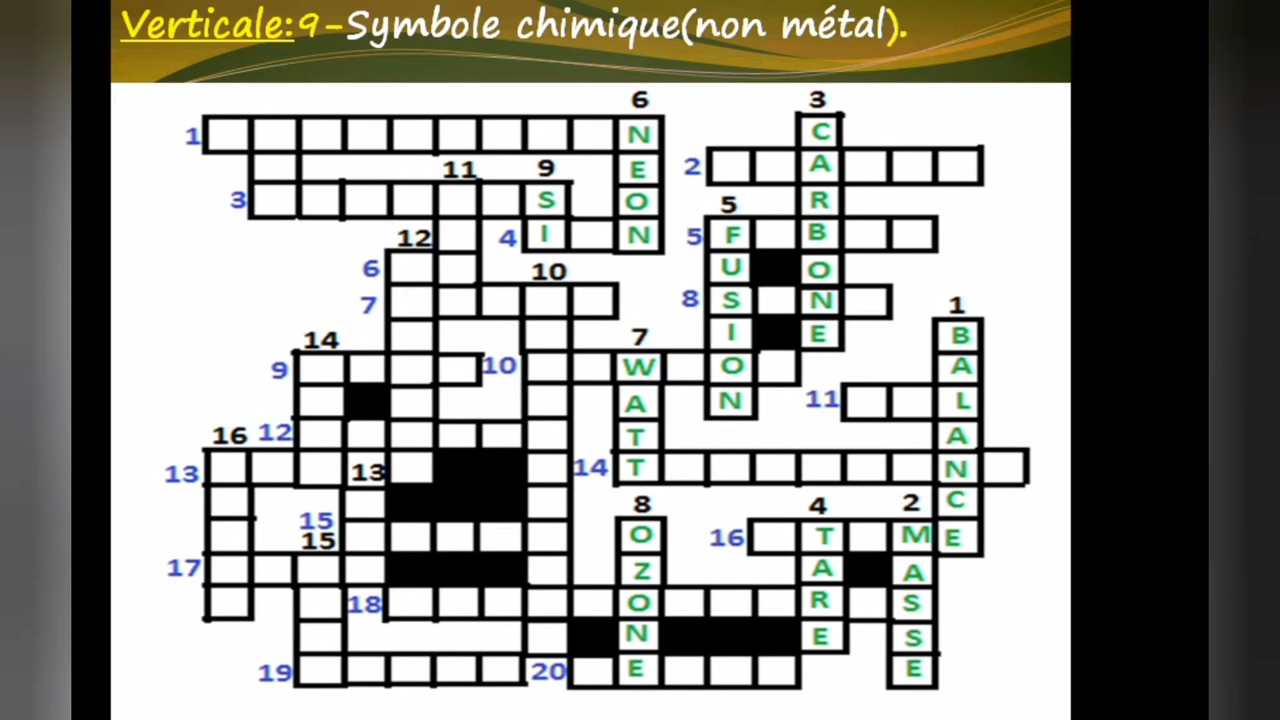 Verticale:9-Symbole chimique(non métal).
6 3
1 N C
11 9 E 2 A
3 S O 5 R
12 4 I N 5 F B
6 10 U O
7 8 S N 1
14 7 I E B
9 10 W O A
A N 11 L
16 12 T A
13 13 14 T N
8 4 2 C
15 O 16 T M E
15
17 Z A A
18 O R S
N E S
19 20 E E